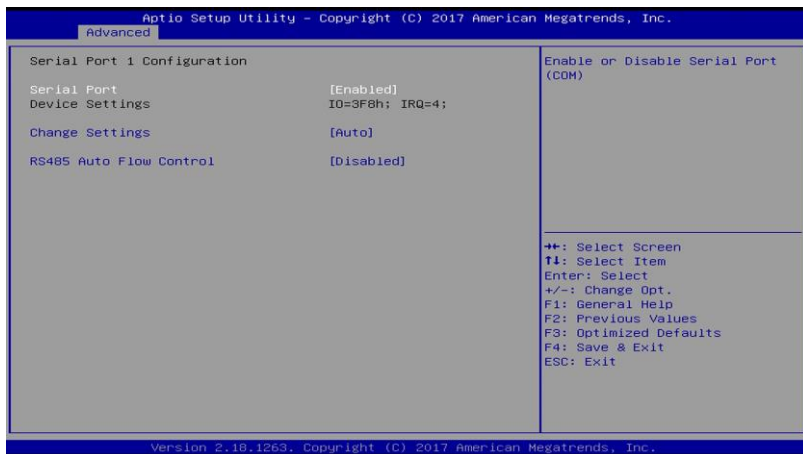 Aptio Setup Utility – Copyright (C) 2017 American Megatrends, Inc.
Advanced
Serial Port 1 Configuration
Serial Port [Enabled]
Device Settings IO=3F8h; IRQ=4;
Change Settings [Auto]
RS485 Auto Flow Control [Disabled]
Enable or Disable Serial Port
(COM)
→←: Select Screen
↑↓: Select Item
Enter: Select
+/-: Change Opt.
F1: General Help
F2: Previous Values
F3: Optimized Defaults
F4: Save & Exit
ESC: Exit
Version 2.18.1263. Copyright (C) 2017 American Megatrends, Inc.